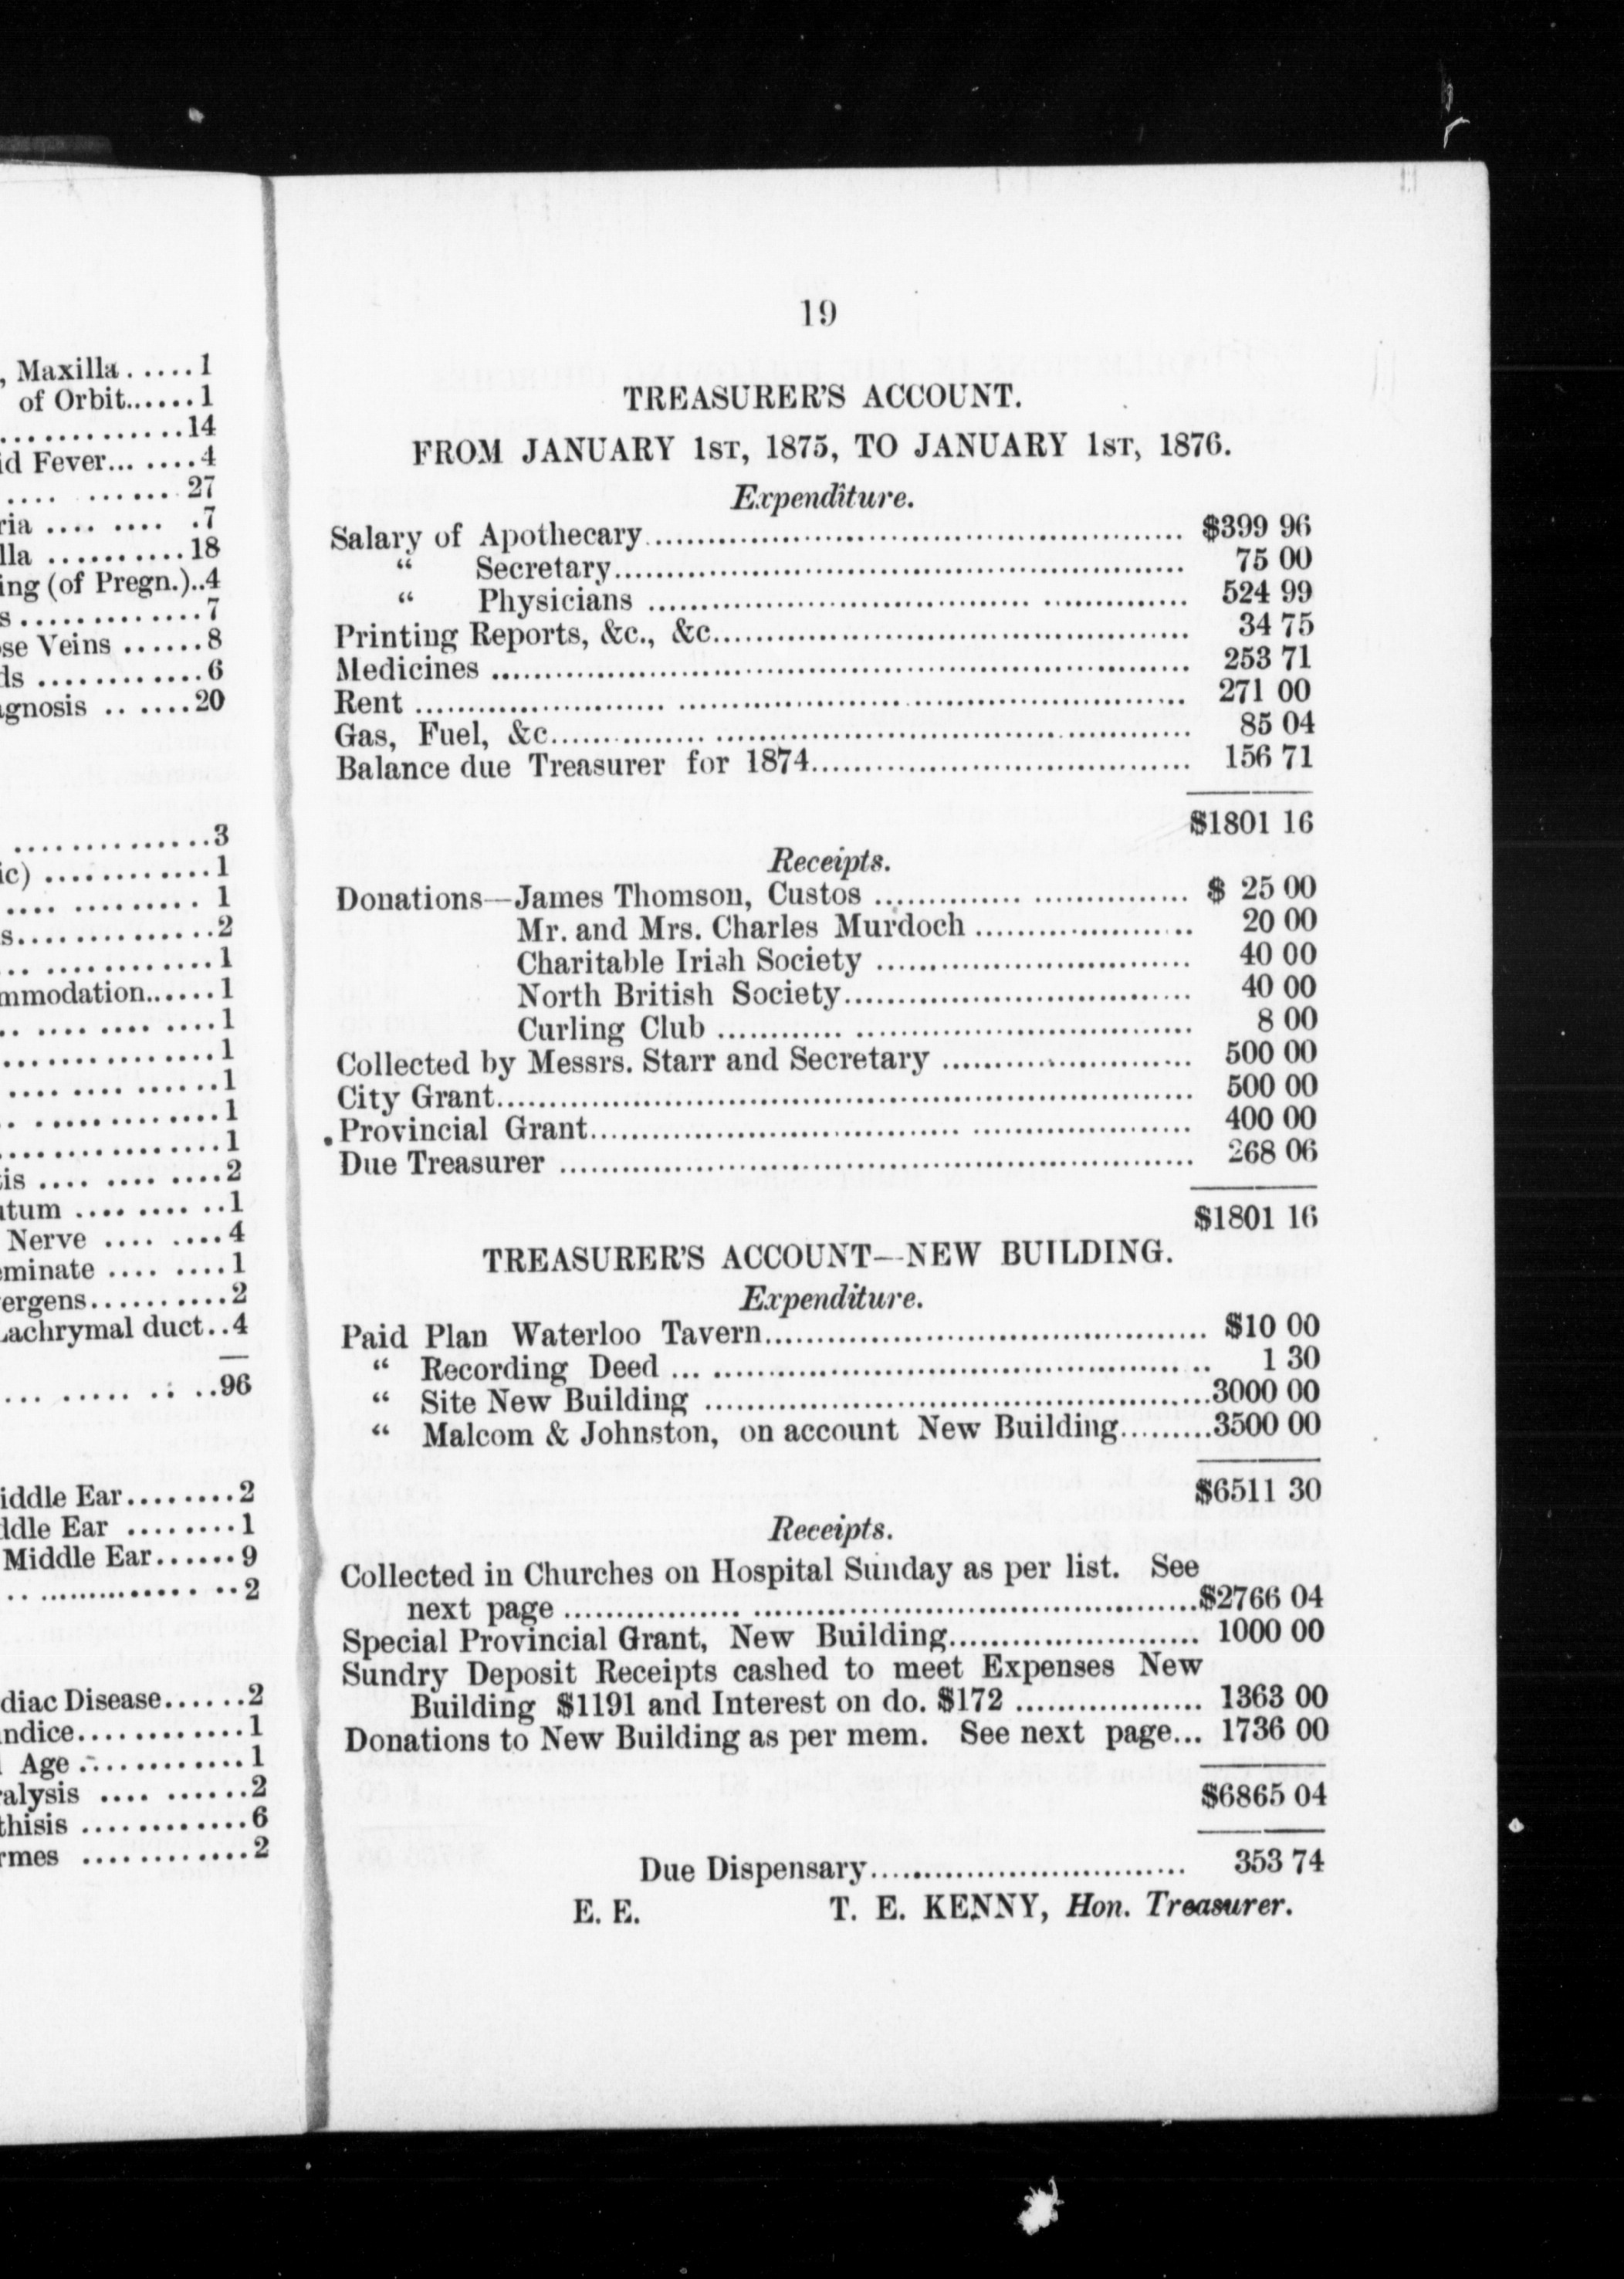 , Maxilla......1
of Orbit......1
.............14
id Fever... ....4
.... ...... 27
ria .... .... .7
lla ..........18
ing (of Pregn.)..4
s..............7
se Veins ......8
ds ............6
agnosis .. .....20
..............3
ic) ............1
.... ......... 1
s..............2
... ............1
mmodation......1
.. .... .... ....1
...............1
.... .... ......1
.. .............1
................1
tis .... .... ....2
utum .... .... ..1
Nerve .... ....4
eminate .... ....1
vergens..........2
Lachrymal duct..4
... ..... .. ..96
iddle Ear........2
ddle Ear ........1
Middle Ear......9
.. ............. ..2
diac Disease......2
undice............1
Age ............1
ralysis .... ......2
thisis ............6
rmes ............2
19
TREASURER'S ACCOUNT.
FROM JANUARY 1ST, 1875, TO JANUARY 1ST, 1876.
Expenditure.
Salary of Apothecary.................... $399 96
“ Secretary.................... 75 00
“ Physicians .................... 524 99
Printing Reports, &c., &c.................... 34 75
Medicines .................... 253 71
Rent .................... 271 00
Gas, Fuel, &c.................... 85 04
Balance due Treasurer for 1874.................... 156 71
$1801 16
Receipts.
Donations—James Thomson, Custos .................... $ 25 00
Mr. and Mrs. Charles Murdoch .................... 20 00
Charitable Irish Society .................... 40 00
North British Society.................... 40 00
Curling Club .................... 8 00
Collected by Messrs. Starr and Secretary .................... 500 00
City Grant.................... 500 00
Provincial Grant.................... 400 00
Due Treasurer .................... 268 06
$1801 16
TREASURER'S ACCOUNT—NEW BUILDING.
Expenditure.
Paid Plan Waterloo Tavern.................... $10 00
“ Recording Deed .................... 1 30
“ Site New Building ....................3000 00
“ Malcom & Johnston, on account New Building.........3500 00
$6511 30
Receipts.
Collected in Churches on Hospital Sunday as per list. See
next page ....................$2766 04
Special Provincial Grant, New Building.................... 1000 00
Sundry Deposit Receipts cashed to meet Expenses New
Building $1191 and Interest on do. $172 .................. 1363 00
Donations to New Building as per mem. See next page... 1736 00
$6865 04
Due Dispensary.................... 353 74
E. E. T. E. KENNY, Hon. Treasurer.